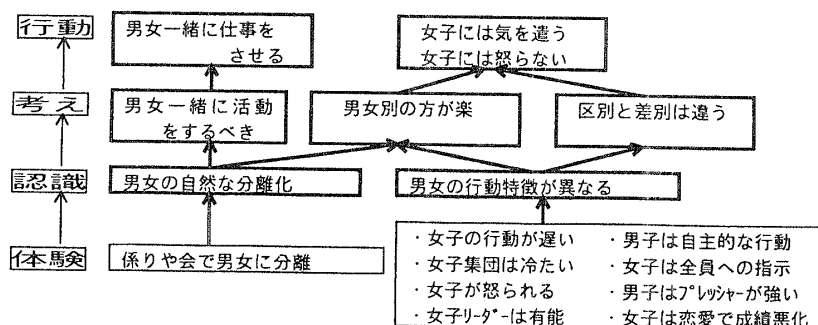 行動
男女一緒に仕事を
させる
女子には気を遣う
女子には怒らない
考え
男女一緒に活動
をするべき
男女別の方が楽
区別と差別は違う
認識
男女の自然な分離化
男女の行動特徴が異なる
体験
係りや会で男女に分離
・女子の行動が遅い
・女子集団は冷たい
・女子が怒られる
・女子ﾘｰﾀﾞｰは有能
・男子は自主的な行動
・女子は全員への指示
・男子はﾌﾟﾚｯｼｬｰが強い
・女子は恋愛で成績悪化